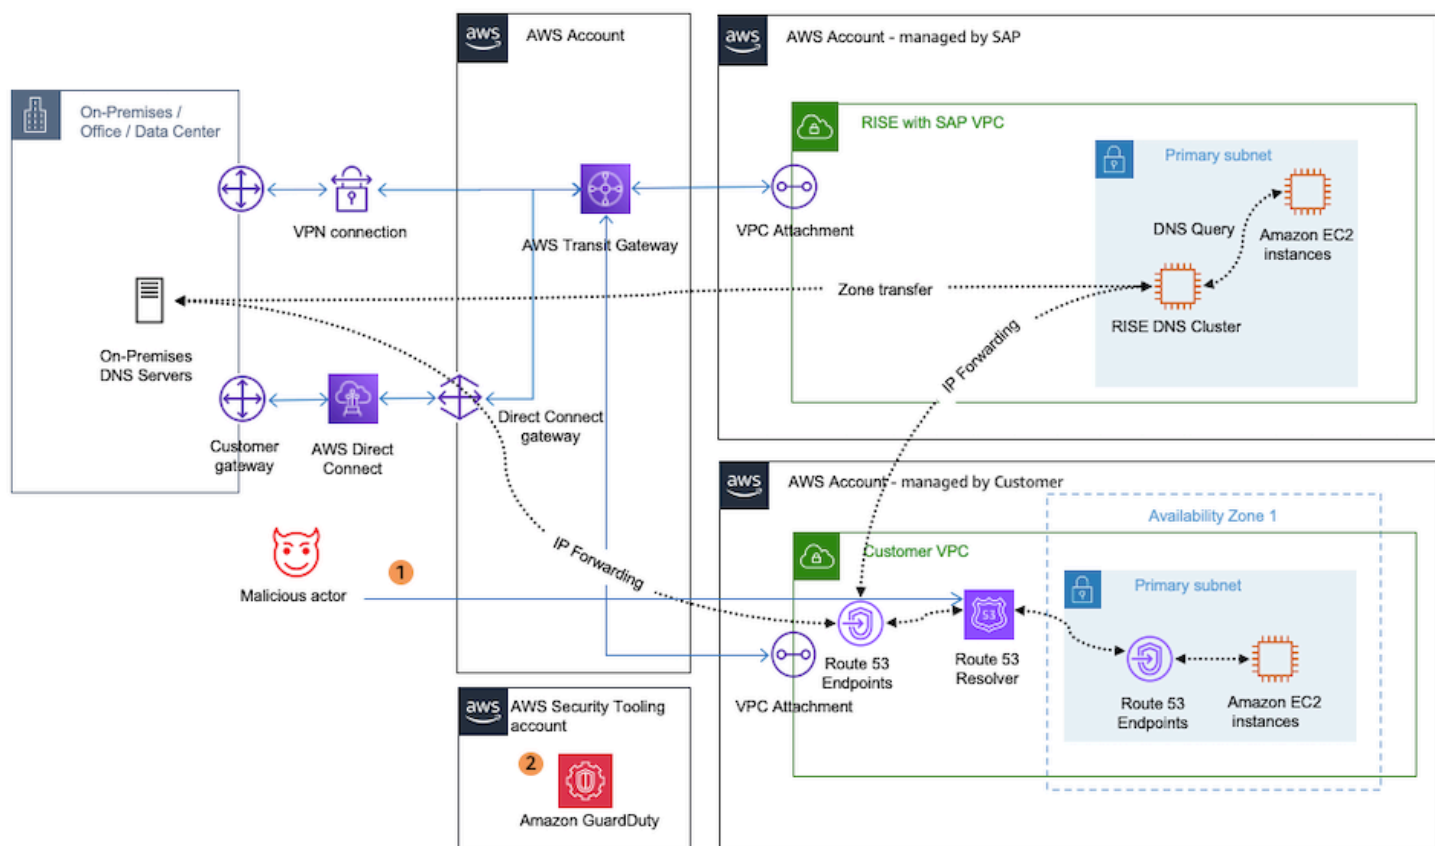 aws
AWS Account
aws
AWS Account - managed by SAP
On-Premises /
Office / Data Center
RISE with SAP VPC
Primary subnet
VPN connection
AWS Transit Gateway
VPC Attachment
DNS Query
Amazon EC2
instances
Zone transfer
RISE DNS Cluster
On-Premises
DNS Servers
IP Forwarding
Customer
gateway
AWS Direct
Connect
Direct Connect
gateway
aws
AWS Account - managed by Customer
Availability Zone 1
Malicious actor
1
IP Forwarding
Customer VPC
Primary subnet
53
Route 53
Endpoints
Route 53
Resolver
VPC Attachment
Route 53
Endpoints
Amazon EC2
instances
aws
AWS Security Tooling
account
2
Amazon GuardDuty